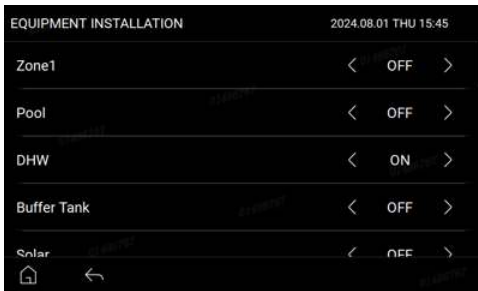 EQUIPMENT INSTALLATION 2024.08.01 THU 15:45
Zone1 OFF
Pool OFF
DHW ON
Buffer Tank OFF
Solar OFF